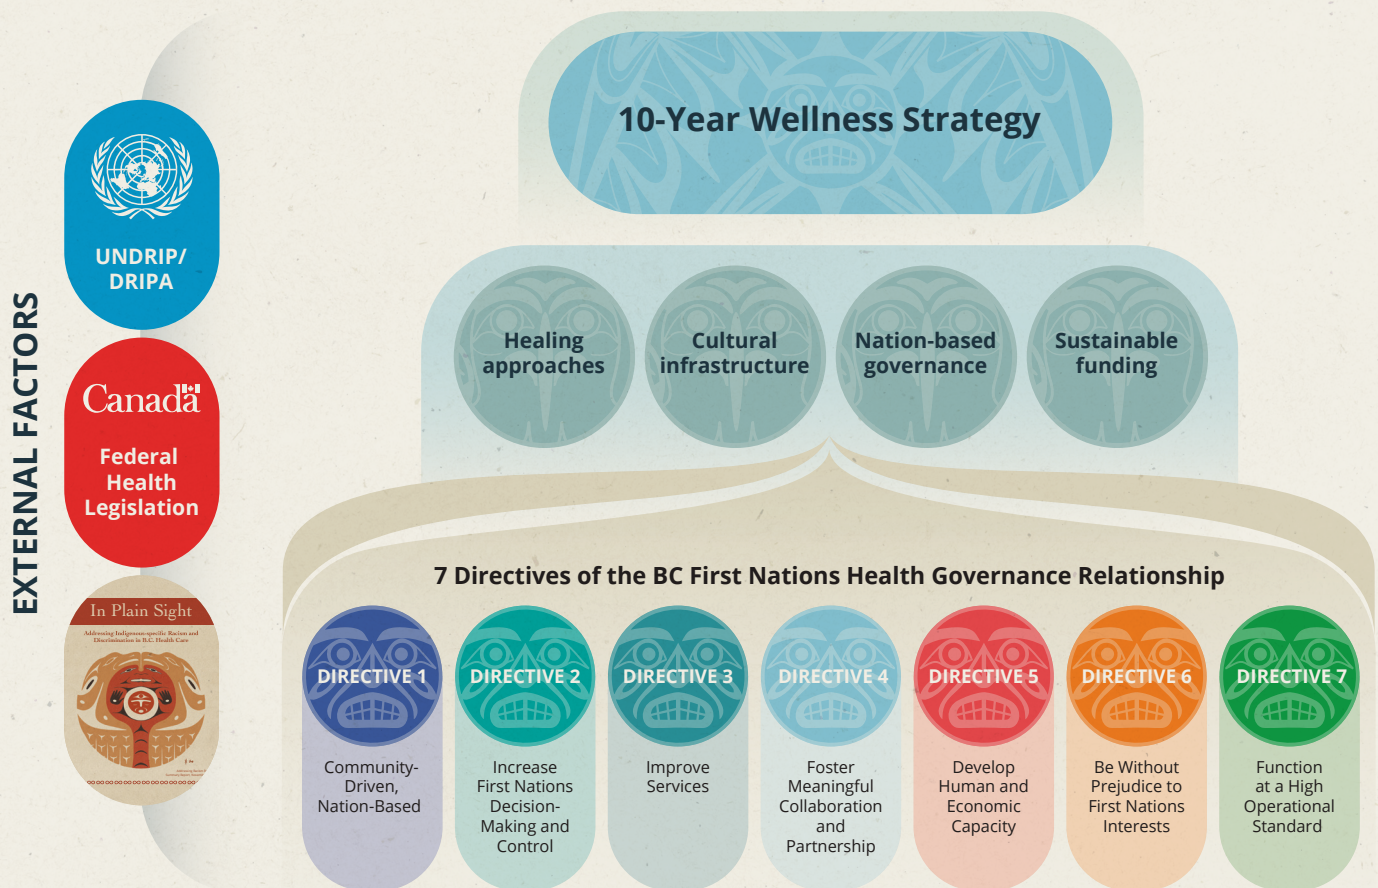 10-Year Wellness Strategy
EXTERNAL FACTORS
UNDRIP/
DRIPA
Canada
Federal
Health
Legislation
In Plain Sight
Addressing Indigenous-specific Racism and
Discrimination in B.C. Health Care
Healing
approaches
Cultural
infrastructure
Nation-based
governance
Sustainable
funding
7 Directives of the BC First Nations Health Governance Relationship
DIRECTIVE 1
Community-
Driven,
Nation-Based
DIRECTIVE 2
Increase
First Nations
Decision-
Making and
Control
DIRECTIVE 3
Improve
Services
DIRECTIVE 4
Foster
Meaningful
Collaboration
and
Partnership
DIRECTIVE 5
Develop
Human and
Economic
Capacity
DIRECTIVE 6
Be Without
Prejudice to
First Nations
Interests
DIRECTIVE 7
Function
at a High
Operational
Standard